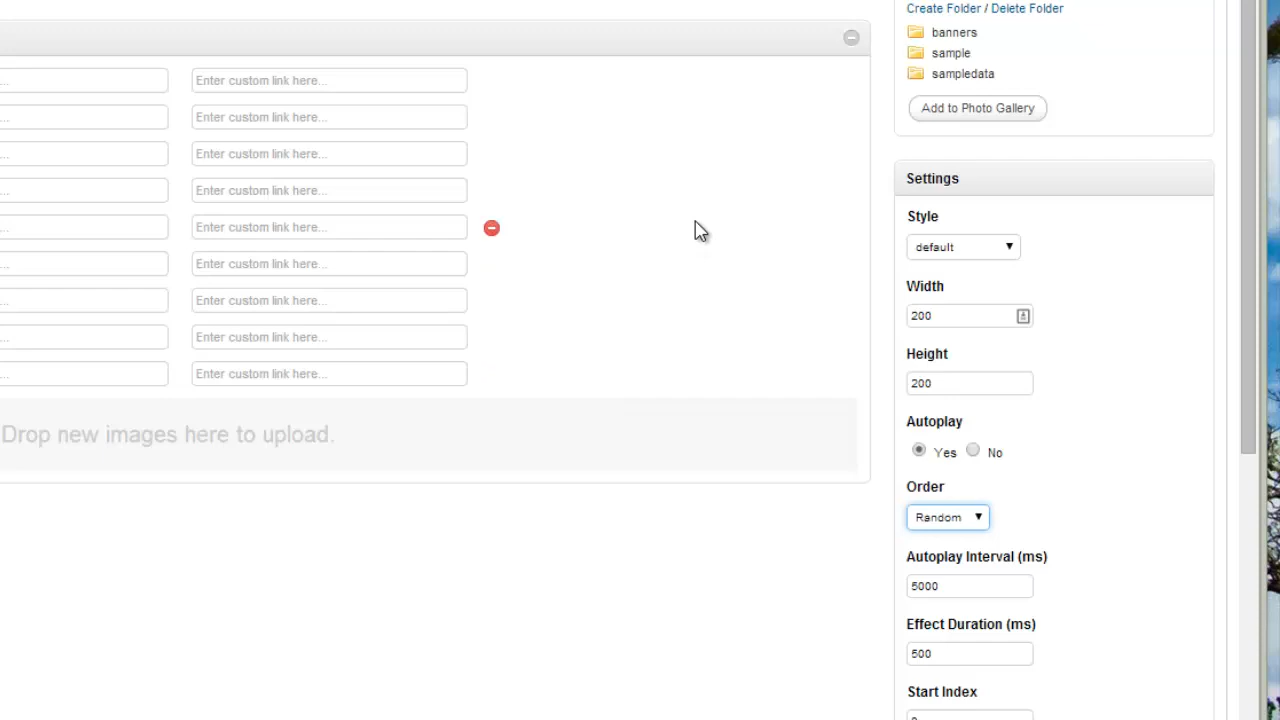 Create Folder / Delete Folder
banners
sample
sampledata
Add to Photo Gallery
... Enter custom link here...
... Enter custom link here...
... Enter custom link here...
... Enter custom link here...
... Enter custom link here...
... Enter custom link here...
... Enter custom link here...
... Enter custom link here...
... Enter custom link here...
Drop new images here to upload.
Settings
Style
default
Width
200
Height
200
Autoplay
Yes No
Order
Random
Autoplay Interval (ms)
5000
Effect Duration (ms)
500
Start Index